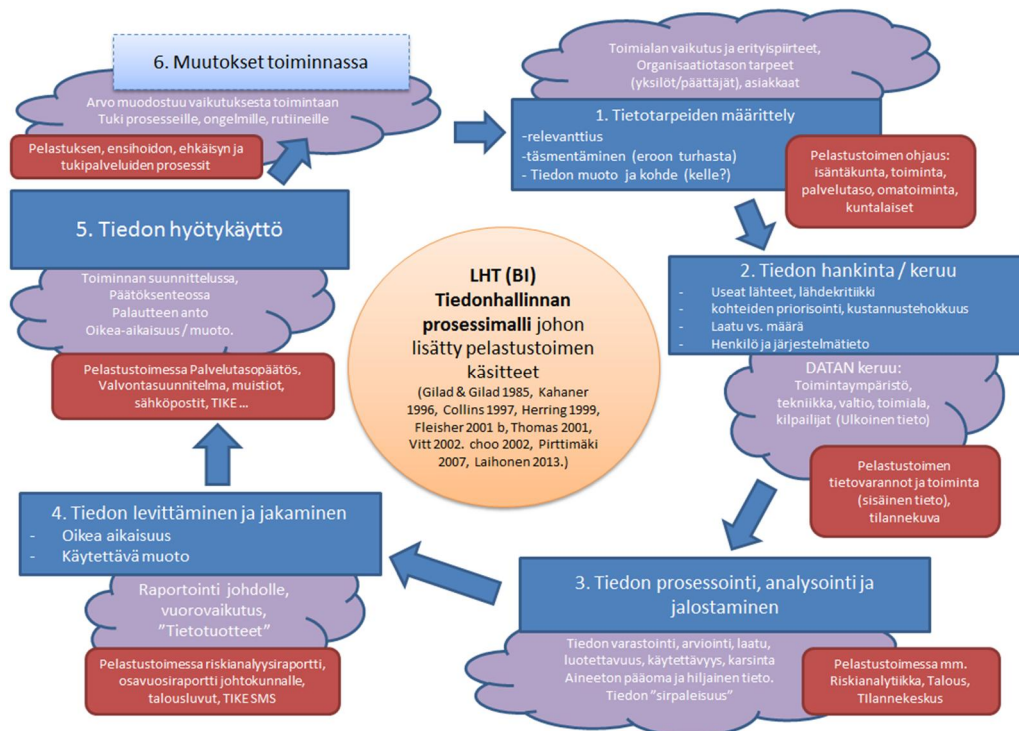 6. Muutokset toiminnassa
Arvo muodostuu vaikutuksesta toimintaan
Tuki prosesseille, ongelmille, rutiineille
Pelastuksen, ensihoidon, ehkäisyn ja
tukipalveluiden prosessit
Toimialan vaikutus ja erityispiirteet,
Organisaatiotason tarpeet
(yksilöt/päättäjät), asiakkaat
1. Tietotarpeiden määrittely
-relevanttius
-täsmentäminen (eroon turhasta)
- Tiedon muoto ja kohde (kelle?)
Pelastustoimen ohjaus:
isäntäkunta, toiminta,
palvelutaso, omatoiminta,
kuntalaiset
5. Tiedon hyötykäyttö
Toiminnan suunnittelussa,
Päätöksenteossa
Palautteen anto
Oikea-aikaisuus / muoto.
Pelastustoimessa Palvelutasopäätös,
Valvontasuunnitelma, muistiot,
sähköpostit, TIKE ...
LHT (BI)
Tiedonhallinnan
prosessimalli johon
lisätty pelastustoimen
käsitteet
(Gilad & Gilad 1985, Kahaner
1996, Collins 1997, Herring 1999,
Fleisher 2001 b, Thomas 2001,
Vitt 2002. choo 2002, Pirttimäki
2007, Laihonen 2013.)
2. Tiedon hankinta / keruu
- Useat lähteet, lähdekritiikki
- kohteiden priorisointi, kustannustehokkuus
- Laatu vs. määrä
- Henkilö ja järjestelmätieto
DATAN keruu:
Toimintaympäristö,
tekniikka, valtio, toimiala,
kilpailijat (Ulkoinen tieto)
Pelastustoimen
tietovarannot ja toiminta
(sisäinen tieto),
tilannekuva
4. Tiedon levittäminen ja jakaminen
- Oikea aikaisuus
- Käytettävä muoto
Raportointi johdolle,
vuorovaikutus,
"Tietotuotteet"
Pelastustoimessa riskianalyysiraportti,
osavuosiraportti johtokunnalle,
talousluvut, TIKE SMS
3. Tiedon prosessointi, analysointi ja
jalostaminen
Tiedon varastointi, arviointi, laatu,
luotettavuus, käytettävyys, karsinta
Aineeton pääoma ja hiljainen tieto.
Tiedon "sirpaleisuus"
Pelastustoimessa mm.
Riskianalytiikka, Talous,
TIlannekeskus